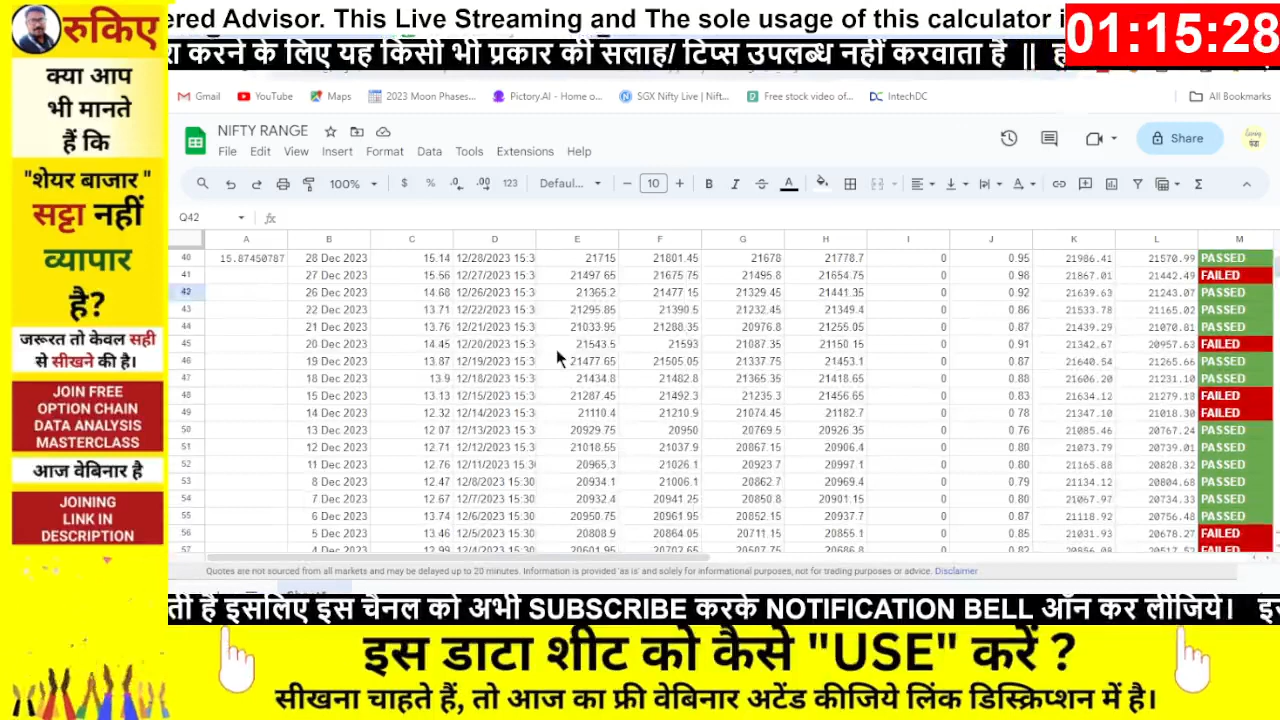 ered Advisor. This Live Streaming and The sole usage of this calculator i
01:15:28
रुकिए
श करने के लिए यह किसी भी प्रकार की सलाह/ टिप्स उपलब्ध नहीं करवाता है || ह
क्या आप
भी मानते
हैं कि
"शेयर बाजार "
सट्टा नहीं
व्यापार
है?
जरूरत तो केवल सही
से सीखने की है।
JOIN FREE
OPTION CHAIN
DATA ANALYSIS
MASTERCLASS
आज वेबिनार है
JOINING
LINK IN
DESCRIPTION
Gmail YouTube Maps 2023 Moon Phases... Pictory.AI - Home o... SGX Nifty Live | Nift... Free stock video of... IntechDC All Bookmarks
NIFTY RANGE
Share
File Edit View Insert Format Data Tools Extensions Help
100% $ % .0 .00 123 Defaul... − 10 + B I A
Q42 fx
A B C D E F G H I J K L M
40 15.87450787 28 Dec 2023 15.14 12/28/2023 15:3 21715 21801.45 21678 21778.7 0 0.95 21986.41 21570.99 PASSED
41 27 Dec 2023 15.56 12/27/2023 15:3 21497.65 21675.75 21495.8 21654.75 0 0.98 21867.01 21442.49 FAILED
42 26 Dec 2023 14.68 12/26/2023 15:3 21365.2 21477.15 21329.45 21441.35 0 0.92 21639.63 21243.07 PASSED
43 22 Dec 2023 13.71 12/22/2023 15:3 21295.85 21390.5 21232.45 21349.4 0 0.86 21533.78 21165.02 PASSED
44 21 Dec 2023 13.76 12/21/2023 15:3 21033.95 21288.35 20976.8 21255.05 0 0.87 21439.29 21070.81 PASSED
45 20 Dec 2023 14.45 12/20/2023 15:3 21543.5 21593 21087.35 21150.15 0 0.91 21342.67 20957.63 FAILED
46 19 Dec 2023 13.87 12/19/2023 15:3 21477.65 21505.05 21337.75 21453.1 0 0.87 21640.54 21265.66 PASSED
47 18 Dec 2023 13.9 12/18/2023 15:3 21434.8 21482.8 21365.35 21418.65 0 0.88 21606.20 21231.10 PASSED
48 15 Dec 2023 13.13 12/15/2023 15:3 21287.45 21492.3 21235.3 21456.65 0 0.83 21634.12 21279.18 FAILED
49 14 Dec 2023 12.32 12/14/2023 15:3 21110.4 21210.9 21074.45 21182.7 0 0.78 21347.10 21018.30 FAILED
50 13 Dec 2023 12.07 12/13/2023 15:3 20929.75 20950 20769.5 20926.35 0 0.76 21085.46 20767.24 PASSED
51 12 Dec 2023 12.71 12/12/2023 15:3 21018.55 21037.9 20867.15 20906.4 0 0.80 21073.79 20739.01 PASSED
52 11 Dec 2023 12.76 12/11/2023 15:30 20965.3 21026.1 20923.7 20997.1 0 0.80 21165.88 20828.32 PASSED
53 8 Dec 2023 12.47 12/8/2023 15:30 20934.1 21006.1 20862.7 20969.4 0 0.79 21134.12 20804.68 PASSED
54 7 Dec 2023 12.67 12/7/2023 15:30 20932.4 20941.25 20850.8 20901.15 0 0.80 21067.97 20734.33 PASSED
55 6 Dec 2023 13.74 12/6/2023 15:30 20950.75 20961.95 20852.15 20937.7 0 0.87 21118.92 20756.48 PASSED
56 5 Dec 2023 13.46 12/5/2023 15:30 20808.9 20864.05 20711.15 20855.1 0 0.85 21031.93 20678.27 FAILED
57 4 Dec 2023 12.99 12/4/2023 15:30 20601.95 20702.65 20507.75 20686.8 0 0.82 FAILED
Quotes are not sourced from all markets and may be delayed up to 20 minutes. Information is provided 'as is' and solely for informational purposes, not for trading purposes or advice. Disclaimer
ती है इसलिए इस चैनल को अभी SUBSCRIBE करके NOTIFICATION BELL ऑन कर लीजिये। इस
इस डाटा शीट को कैसे "USE" करें ?
सीखना चाहते हैं, तो आज का फ्री वेबिनार अटेंड कीजिये लिंक डिस्क्रिप्शन में है।